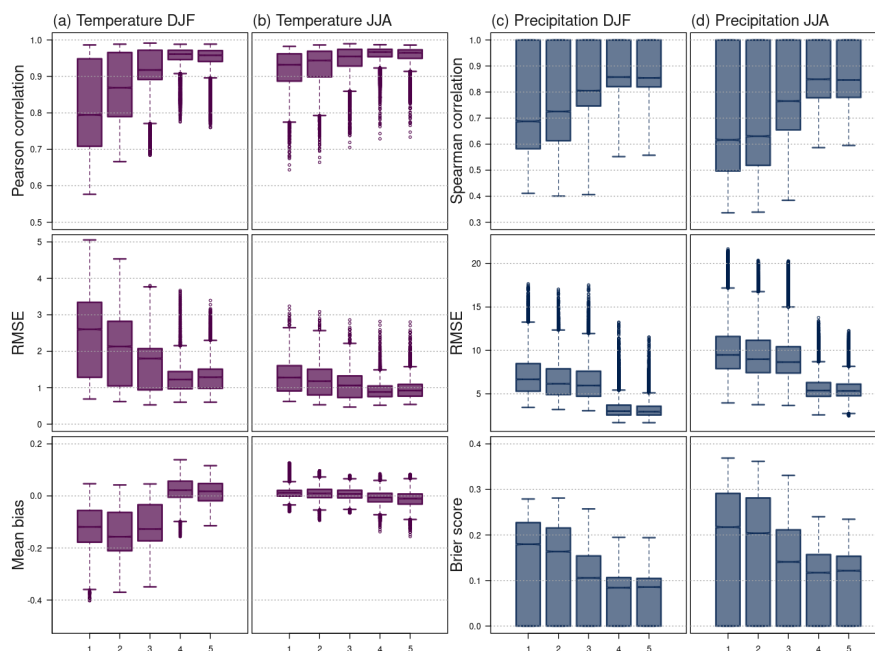 (a) Temperature DJF
(b) Temperature JJA
(c) Precipitation DJF
(d) Precipitation JJA
Pearson correlation
1.0
0.9
0.8
0.7
0.6
0.5
Spearman correlation
1.0
0.9
0.8
0.7
0.6
0.5
0.4
0.3
RMSE
5
4
3
2
1
0
RMSE
20
15
10
5
Mean bias
0.2
0.0
-0.2
-0.4
Brier score
0.4
0.3
0.2
0.1
0.0
1 2 3 4 5
1 2 3 4 5
1 2 3 4 5
1 2 3 4 5